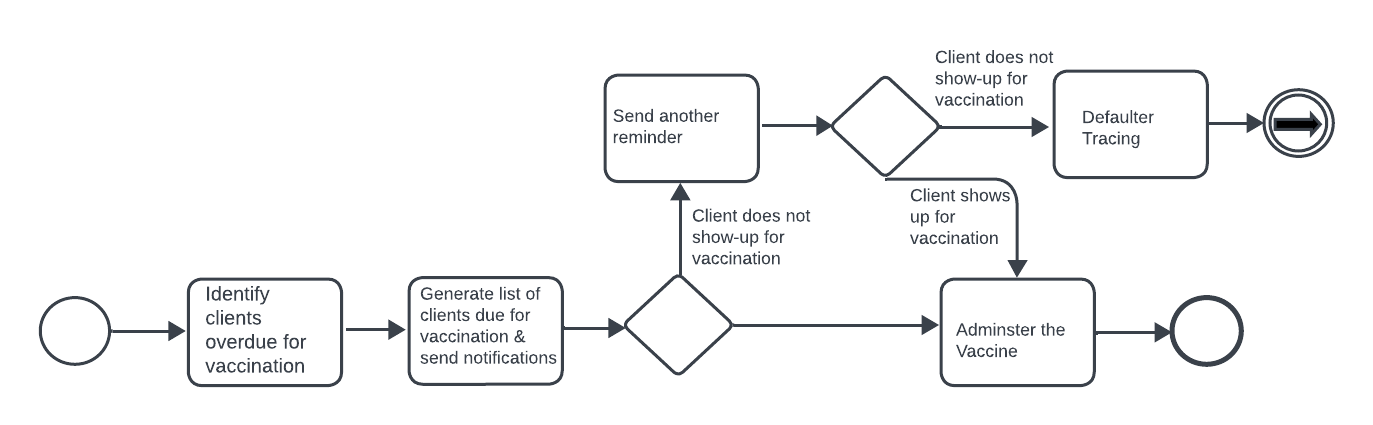 Client does not
show-up for
vaccination
Send another
reminder
Defaulter
Tracing
Client shows
up for
vaccination
Client does not
show-up for
vaccination
Identify
clients
overdue for
vaccination
Generate list of
clients due for
vaccination &
send notifications
Adminster the
Vaccine